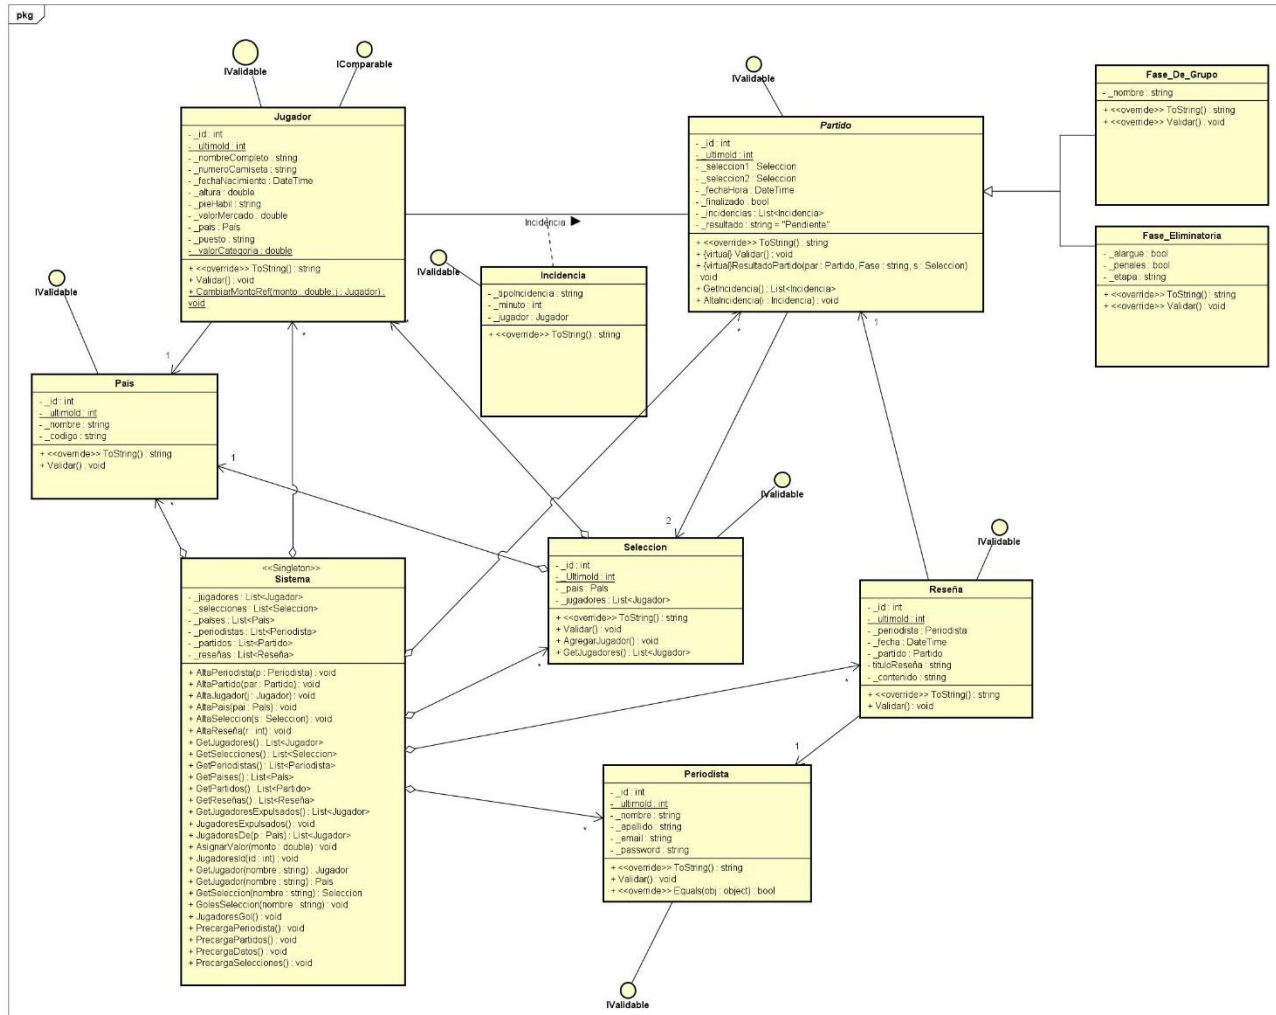 pkg
IValidable
IComparable
Jugador
- _id : int
- _ultimoId : int
- _nombreCompleto : string
- _numeroCamiseta : string
- _fechaNacimiento : DateTime
- _altura : double
- _pieHabil : string
- _valorMercado : double
- _pais : País
- _puesto : string
- _valorCategoria : double
+ <<override>> ToString() : string
+ Validar() : void
+ CambiarMontoRef(monto : double, j : Jugador) :
void
IValidable
Partido
- _id : int
- _ultimoId : int
- _seleccion1 : Seleccion
- _seleccion2 : Seleccion
- _fechaHora : DateTime
- _finalizado : bool
- _incidencias : List<Incidencia>
- _resultado : string = "Pendiente"
+ <<override>> ToString() : string
+ {virtual} Validar() : void
+ {virtual}ResultadoPartido(par : Partido, Fase : string, s : Seleccion)
: void
+ GetIncidencia() : List<Incidencia>
+ AltaIncidencia(i : Incidencia) : void
Fase_De_Grupo
- _nombre : string
+ <<override>> ToString() : string
+ <<override>> Validar() : void
Fase_Eliminatoria
- _alargue : bool
- _penales : bool
- _etapa : string
+ <<override>> ToString() : string
+ <<override>> Validar() : void
Incidencia
IValidable
Incidencia
- _tipoIncidencia : string
- _minuto : int
- _jugador : Jugador
+ <<override>> ToString() : string
IValidable
1
País
- _id : int
- _ultimoId : int
- _nombre : string
- _codigo : string
+ <<override>> ToString() : string
+ Validar() : void
*
*
*
1
1
*
2
IValidable
Seleccion
- _id : int
- _UltimoId : int
- _pais : País
- _jugadores : List<Jugador>
+ <<override>> ToString() : string
+ Validar() : void
+ AgregarJugador() : void
+ GetJugadores() : List<Jugador>
*
<<Singleton>>
Sistema
- _jugadores : List<Jugador>
- _selecciones : List<Seleccion>
- _paises : List<País>
- _periodistas : List<Periodista>
- _partidos : List<Partido>
- _reseñas : List<Reseña>
+ AltaPeriodista(p : Periodista) : void
+ AltaPartido(par : Partido) : void
+ AltaJugador(j : Jugador) : void
+ AltaPais(pai : País) : void
+ AltaSeleccion(s : Seleccion) : void
+ AltaReseña(r : int) : void
+ GetJugadores() : List<Jugador>
+ GetSelecciones() : List<Seleccion>
+ GetPeriodistas() : List<Periodista>
+ GetPaises() : List<País>
+ GetPartidos() : List<Partido>
+ GetReseñas() : List<Reseña>
+ GetJugadoresExpulsados() : List<Jugador>
+ JugadoresExpulsados() : void
+ JugadoresDe(p : País) : List<Jugador>
+ AsignarValor(monto : double) : void
+ JugadoresId(id : int) : void
+ GetJugador(nombre : string) : Jugador
+ GetJugador(nombre : string) : País
+ GetSeleccion(nombre : string) : Seleccion
+ GolesSeleccion(nombre : string) : void
+ JugadoresGol() : void
+ PrecargaPeriodista() : void
+ PrecargaPartidos() : void
+ PrecargaDatos() : void
+ PrecargaSelecciones() : void
IValidable
Reseña
- _id : int
- _ultimoId : int
- _periodista : Periodista
- _fecha : DateTime
- _partido : Partido
- tituloReseña : string
- _contenido : string
+ <<override>> ToString() : string
+ Validar() : void
*
1
Periodista
- _id : int
- _ultimoId : int
- _nombre : string
- _apellido : string
- _email : string
- _password : string
+ <<override>> ToString() : string
+ Validar() : void
+ <<override>> Equals(obj : object) : bool
*
IValidable